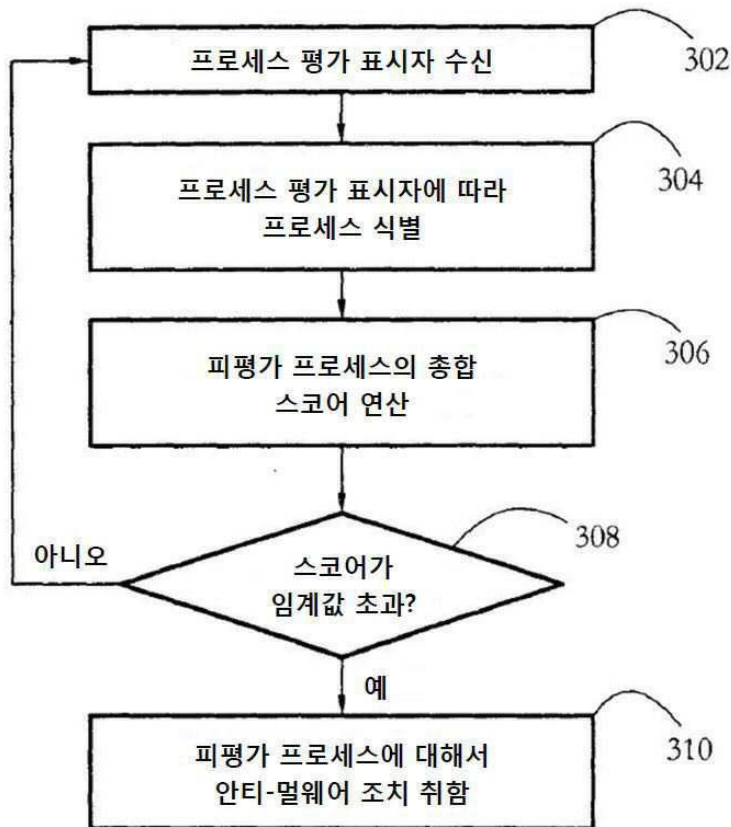 프로세스 평가 표시자 수신
302
프로세스 평가 표시자에 따라
프로세스 식별
304
피평가 프로세스의 총합
스코어 연산
306
스코어가
임계값 초과?
308
아니오
예
피평가 프로세스에 대해서
안티-멀웨어 조치 취함
310